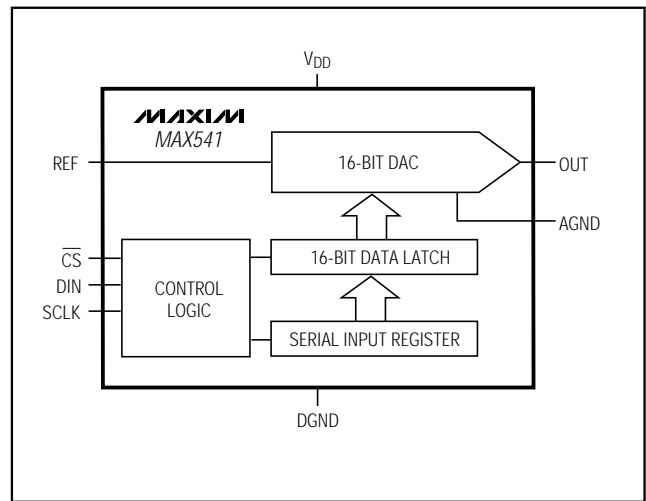 VDD
MAXIM
MAX541
REF
16-BIT DAC
OUT
AGND
CS
16-BIT DATA LATCH
DIN
CONTROL
LOGIC
SCLK
SERIAL INPUT REGISTER
DGND